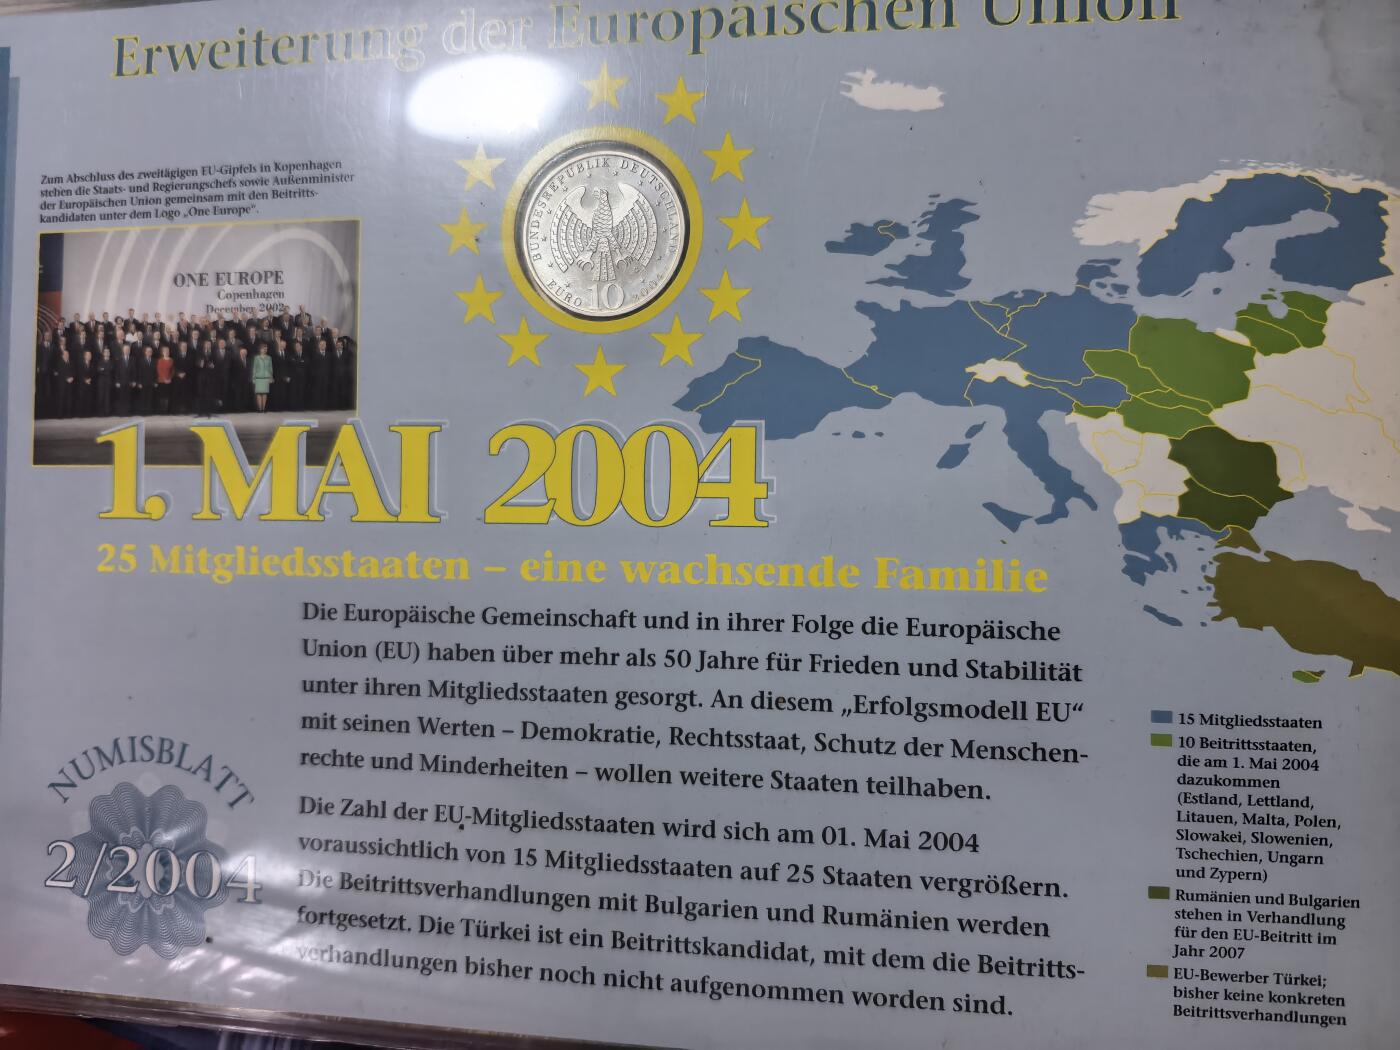 Erweiterung der Europäischen Union
Zum Abschluss des zweitägigen EU-Gipfels in Kopenhagen
stehen die Staats- und Regierungschefs sowie Außenminister
der Europäischen Union gemeinsam mit den Beitritts-
kandidaten unter dem Logo „One Europe“.
ONE EUROPE
Copenhagen
December 2002
BUNDESREPUBLIK DEUTSCHLAND
EURO 10 2004
1. MAI 2004
25 Mitgliedsstaaten – eine wachsende Familie
Die Europäische Gemeinschaft und in ihrer Folge die Europäische
Union (EU) haben über mehr als 50 Jahre für Frieden und Stabilität
unter ihren Mitgliedsstaaten gesorgt. An diesem „Erfolgsmodell EU“
mit seinen Werten – Demokratie, Rechtsstaat, Schutz der Menschen-
rechte und Minderheiten – wollen weitere Staaten teilhaben.
Die Zahl der EU-Mitgliedsstaaten wird sich am 01. Mai 2004
voraussichtlich von 15 Mitgliedsstaaten auf 25 Staaten vergrößern.
Die Beitrittsverhandlungen mit Bulgarien und Rumänien werden
fortgesetzt. Die Türkei ist ein Beitrittskandidat, mit dem die Beitritts-
verhandlungen bisher noch nicht aufgenommen worden sind.
NUMISBLATT
2/2004
15 Mitgliedsstaaten
10 Beitrittsstaaten,
die am 1. Mai 2004
dazukommen
(Estland, Lettland,
Litauen, Malta, Polen,
Slowakei, Slowenien,
Tschechien, Ungarn
und Zypern)
Rumänien und Bulgarien
stehen in Verhandlung
für den EU-Beitritt im
Jahr 2007
EU-Bewerber Türkei;
bisher keine konkreten
Beitrittsverhandlungen